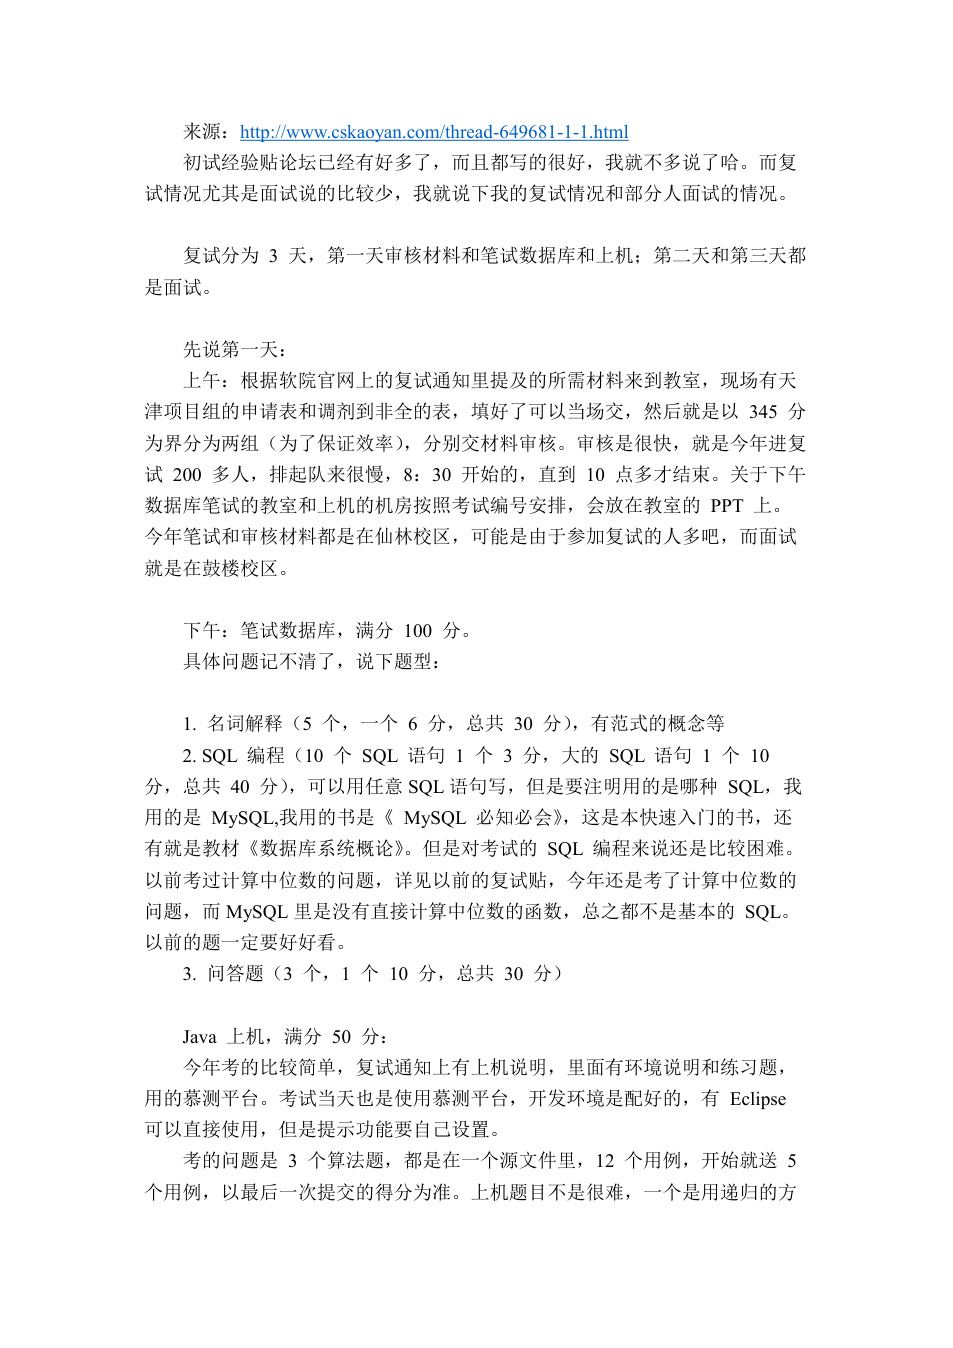 来源：http://www.cskaoyan.com/thread-649681-1-1.html
初试经验贴论坛已经有好多了，而且都写的很好，我就不多说了哈。而复
试情况尤其是面试说的比较少，我就说下我的复试情况和部分人面试的情况。
复试分为 3 天，第一天审核材料和笔试数据库和上机；第二天和第三天都
是面试。
先说第一天：
上午：根据软院官网上的复试通知里提及的所需材料来到教室，现场有天
津项目组的申请表和调剂到非全的表，填好了可以当场交，然后就是以 345 分
为界分为两组（为了保证效率），分别交材料审核。审核是很快，就是今年进复
试 200 多人，排起队来很慢，8：30 开始的，直到 10 点多才结束。关于下午
数据库笔试的教室和上机的机房按照考试编号安排，会放在教室的 PPT 上。
今年笔试和审核材料都是在仙林校区，可能是由于参加复试的人多吧，而面试
就是在鼓楼校区。
下午：笔试数据库，满分 100 分。
具体问题记不清了，说下题型：
1. 名词解释（5 个，一个 6 分，总共 30 分），有范式的概念等
2. SQL 编程（10 个 SQL 语句 1 个 3 分，大的 SQL 语句 1 个 10
分，总共 40 分），可以用任意 SQL 语句写，但是要注明用的是哪种 SQL，我
用的是 MySQL,我用的书是《 MySQL 必知必会》，这是本快速入门的书，还
有就是教材《数据库系统概论》。但是对考试的 SQL 编程来说还是比较困难。
以前考过计算中位数的问题，详见以前的复试贴，今年还是考了计算中位数的
问题，而 MySQL 里是没有直接计算中位数的函数，总之都不是基本的 SQL。
以前的题一定要好好看。
3. 问答题（3 个，1 个 10 分，总共 30 分）
Java 上机，满分 50 分：
今年考的比较简单，复试通知上有上机说明，里面有环境说明和练习题，
用的慕测平台。考试当天也是使用慕测平台，开发环境是配好的，有 Eclipse
可以直接使用，但是提示功能要自己设置。
考的问题是 3 个算法题，都是在一个源文件里，12 个用例，开始就送 5
个用例，以最后一次提交的得分为准。上机题目不是很难，一个是用递归的方